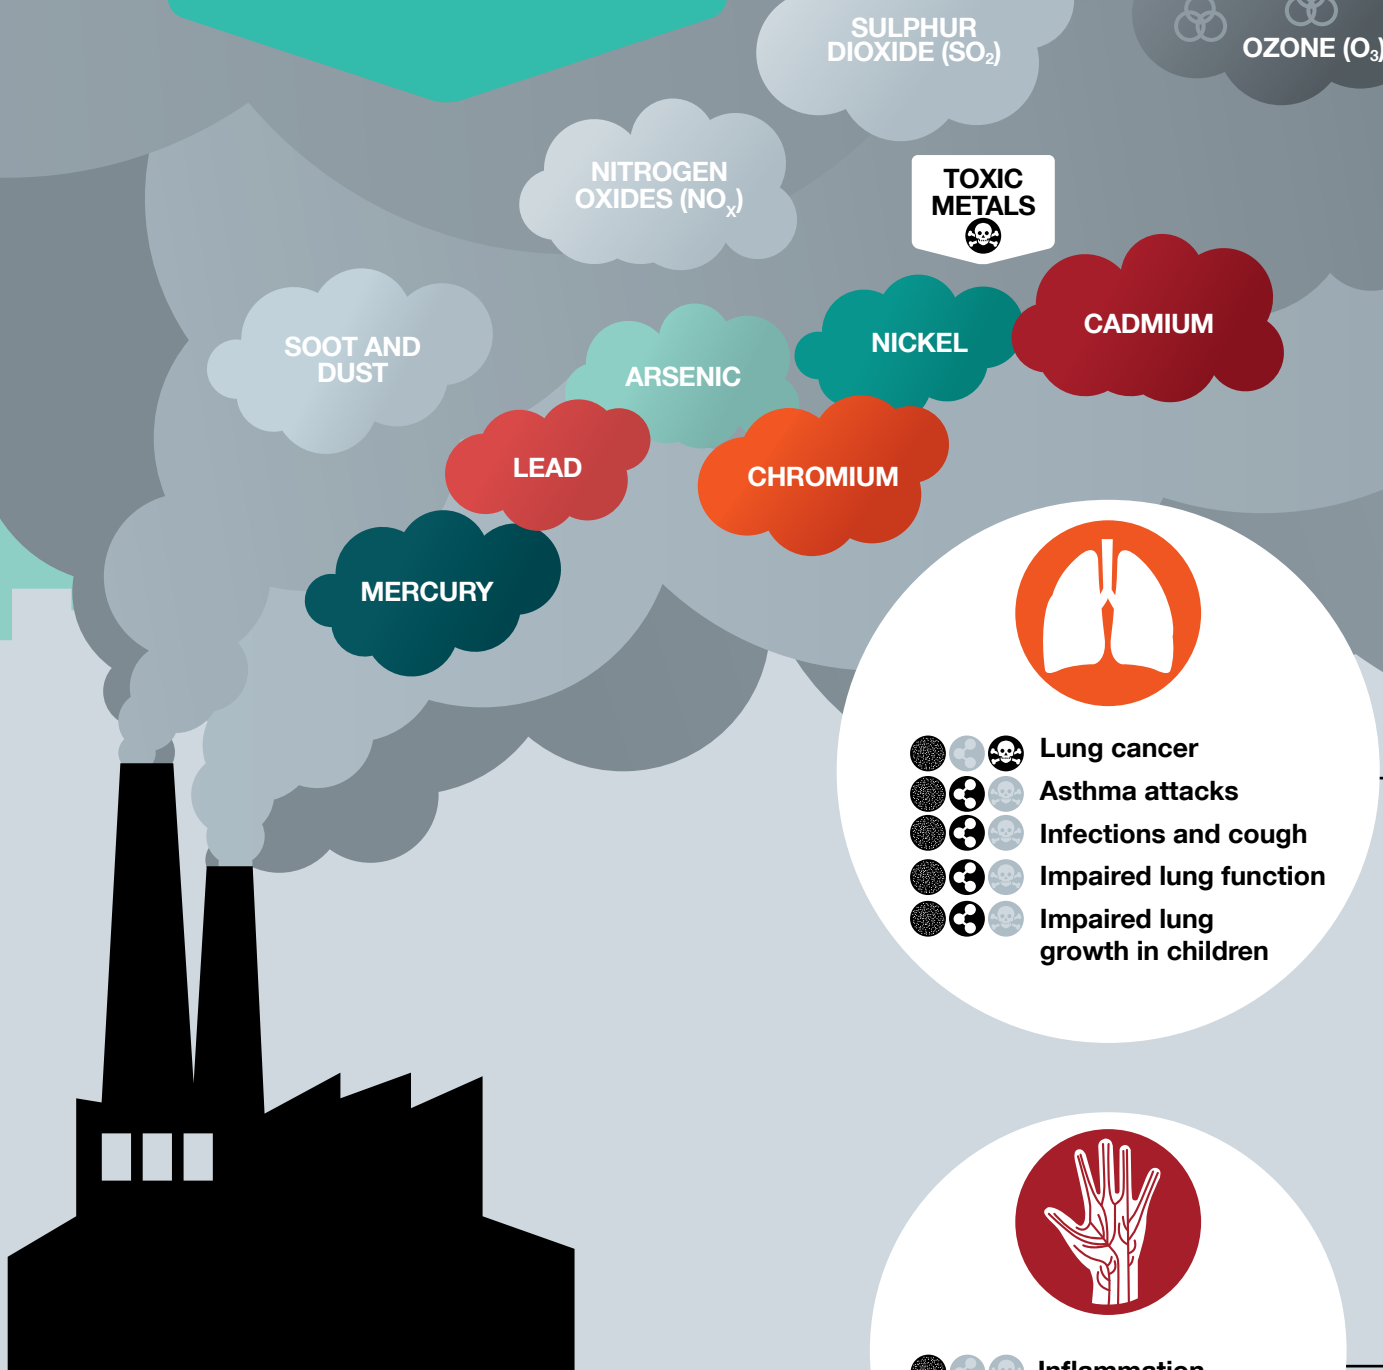 SULPHUR
DIOXIDE (SO₂)
OZONE (O₃)
NITROGEN
OXIDES (NOₓ)
TOXIC
METALS
SOOT AND
DUST
ARSENIC
NICKEL
CADMIUM
LEAD
CHROMIUM
MERCURY
Lung cancer
Asthma attacks
Infections and cough
Impaired lung function
Impaired lung
growth in children
Inflammation